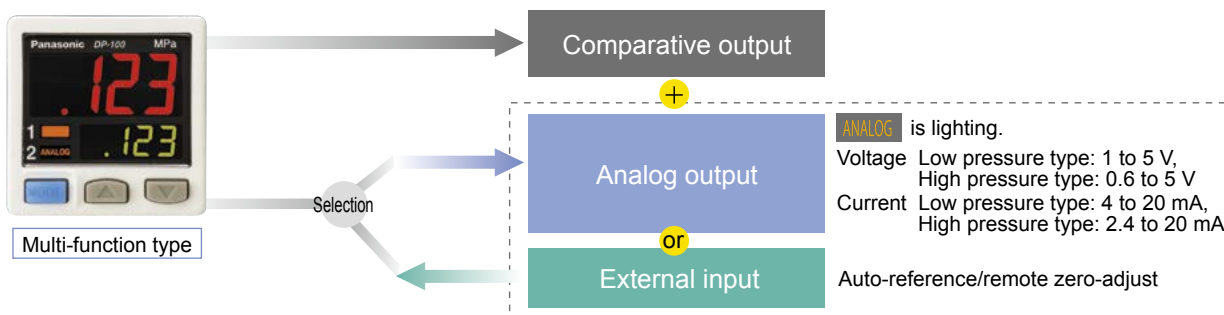 Panasonic DP-100 MPa
.123
1
2 ANALOG .123
MODE
Multi-function type
Selection
Comparative output
+
Analog output
or
External input
ANALOG is lighting.
Voltage Low pressure type: 1 to 5 V,
High pressure type: 0.6 to 5 V
Current Low pressure type: 4 to 20 mA,
High pressure type: 2.4 to 20 mA
Auto-reference/remote zero-adjust